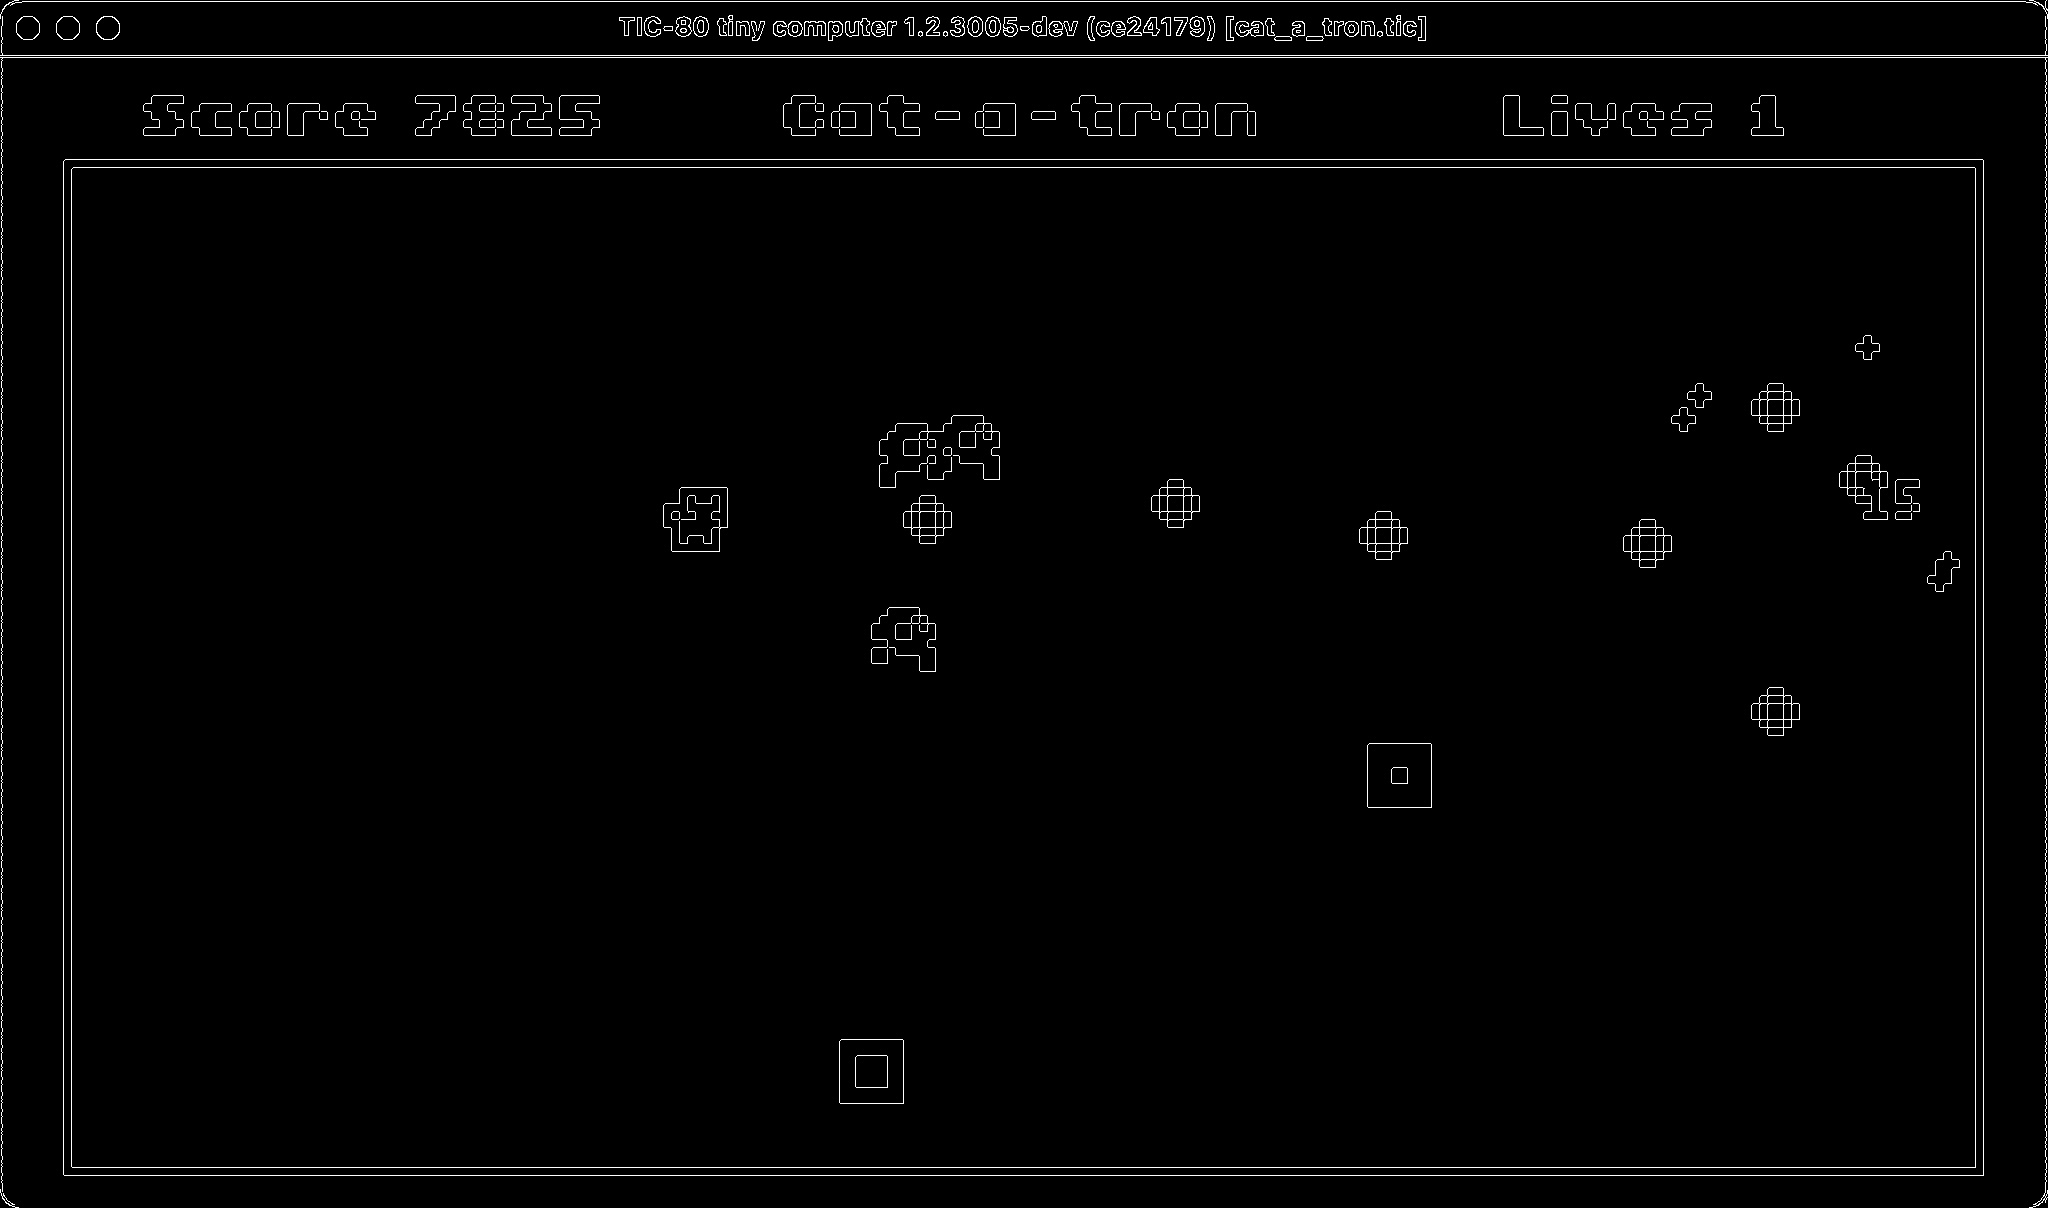 TIC-80 tiny computer 1.2.3005-dev (ce24179) [cat_a_tron.tic]
Score 7825 Cat-a-tron Lives 1
15